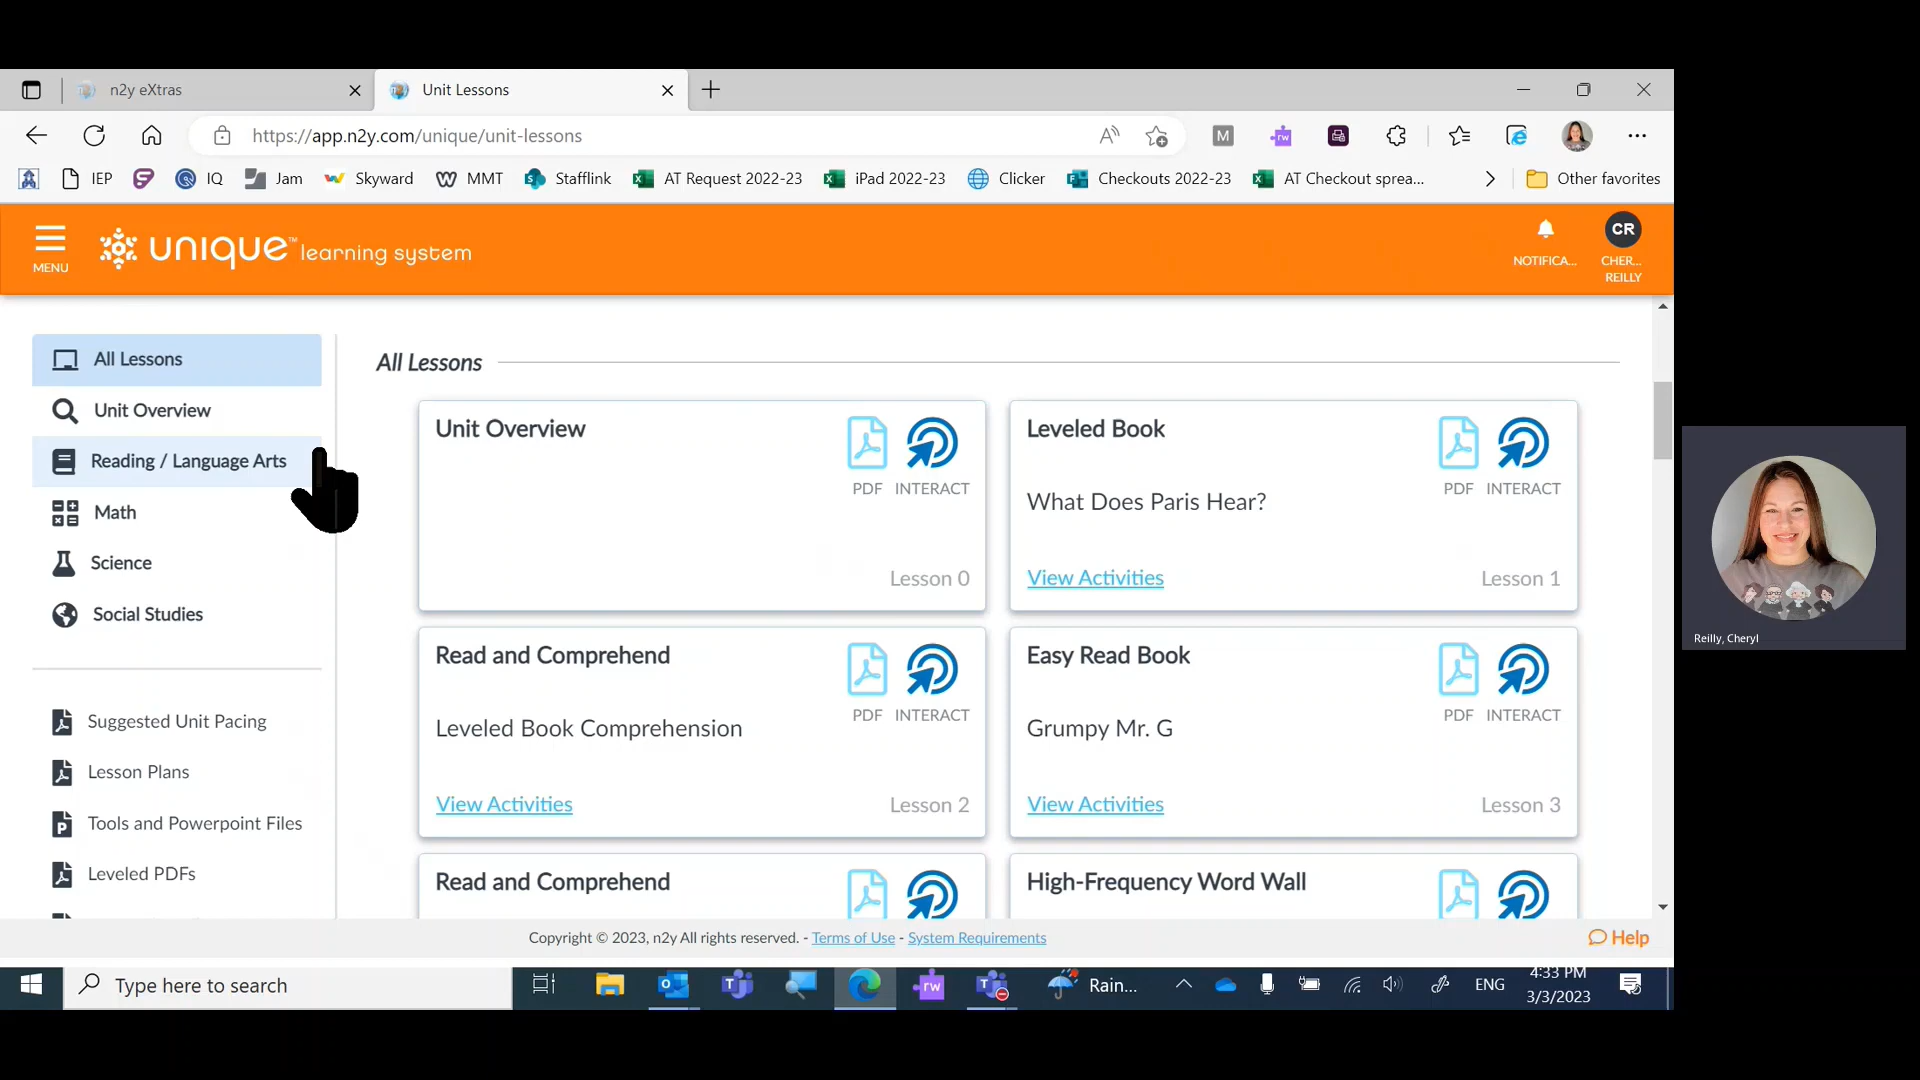 n2y eXtras
Unit Lessons
https://app.n2y.com/unique/unit-lessons
IEP
IQ
Jam
Skyward
MMT
Stafflink
AT Request 2022-23
iPad 2022-23
Clicker
Checkouts 2022-23
AT Checkout sprea...
Other favorites
MENU
unique™ learning system
NOTIFICA...
CR
CHER...
REILLY
All Lessons
Unit Overview
Reading / Language Arts
Math
Science
Social Studies
Suggested Unit Pacing
Lesson Plans
Tools and Powerpoint Files
Leveled PDFs
All Lessons
Unit Overview
PDF INTERACT
Lesson 0
Leveled Book
PDF INTERACT
What Does Paris Hear?
View Activities
Lesson 1
Read and Comprehend
PDF INTERACT
Leveled Book Comprehension
View Activities
Lesson 2
Easy Read Book
PDF INTERACT
Grumpy Mr. G
View Activities
Lesson 3
Read and Comprehend
High-Frequency Word Wall
Copyright © 2023, n2y All rights reserved. - Terms of Use - System Requirements
Help
Type here to search
rw
Rain...
ENG
4:33 PM
3/3/2023
Reilly, Cheryl